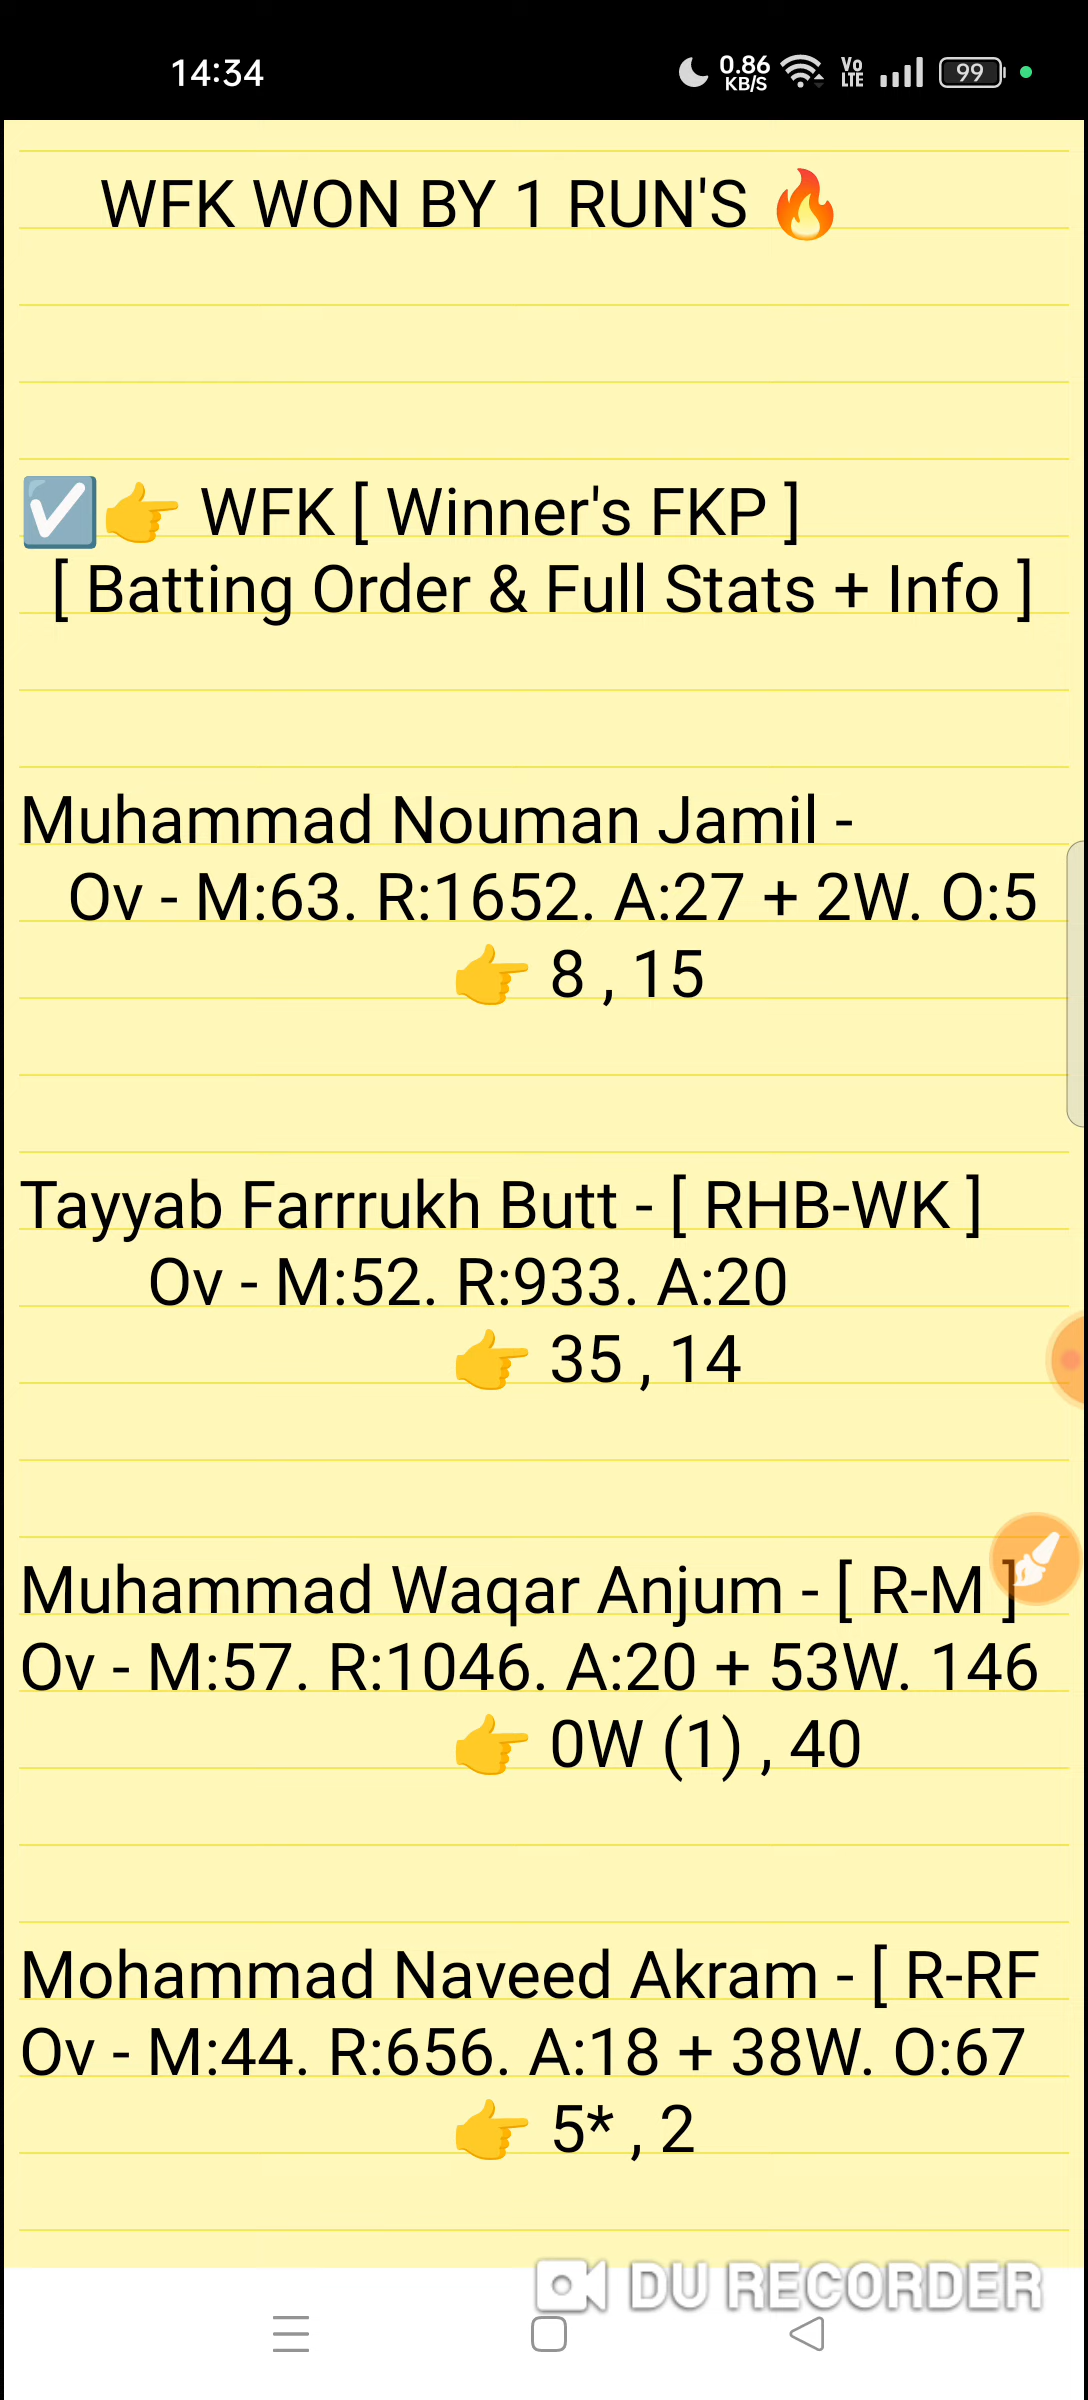 14:34 0.86 KB/S Vo LTE 99
WFK WON BY 1 RUN'S 🔥
☑️👉 WFK [ Winner's FKP ]
[ Batting Order & Full Stats + Info ]
Muhammad Nouman Jamil -
Ov - M:63. R:1652. A:27 + 2W. O:5
👉 8 , 15
Tayyab Farrrukh Butt - [ RHB-WK ]
Ov - M:52. R:933. A:20
👉 35 , 14
Muhammad Waqar Anjum - [ R-M ]
Ov - M:57. R:1046. A:20 + 53W. 146
👉 0W (1) , 40
Mohammad Naveed Akram - [ R-RF
Ov - M:44. R:656. A:18 + 38W. O:67
👉 5* , 2
DU RECORDER